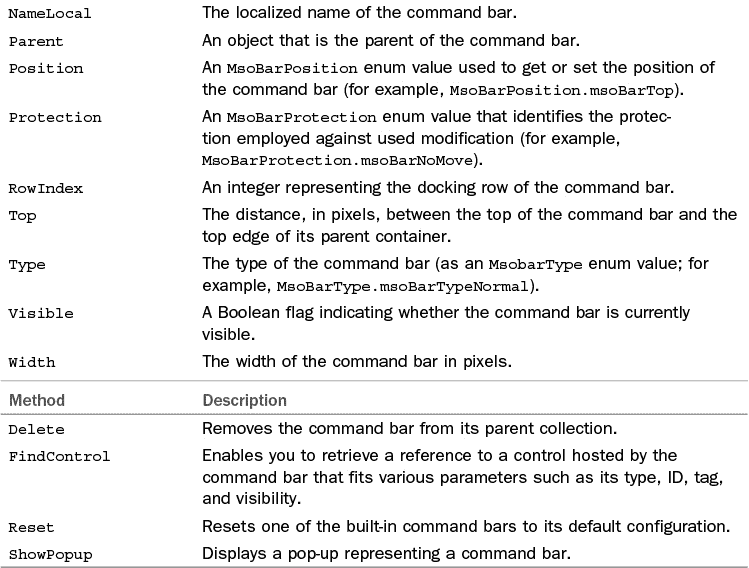 NameLocal The localized name of the command bar.
Parent An object that is the parent of the command bar.
Position An MsoBarPosition enum value used to get or set the position of
the command bar (for example, MsoBarPosition.msoBarTop).
Protection An MsoBarProtection enum value that identifies the protec-
tion employed against used modification (for example,
MsoBarProtection.msoBarNoMove).
RowIndex An integer representing the docking row of the command bar.
Top The distance, in pixels, between the top of the command bar and the
top edge of its parent container.
Type The type of the command bar (as an MsobarType enum value; for
example, MsoBarType.msoBarTypeNormal).
Visible A Boolean flag indicating whether the command bar is currently
visible.
Width The width of the command bar in pixels.
Method Description
Delete Removes the command bar from its parent collection.
FindControl Enables you to retrieve a reference to a control hosted by the
command bar that fits various parameters such as its type, ID, tag,
and visibility.
Reset Resets one of the built-in command bars to its default configuration.
ShowPopup Displays a pop-up representing a command bar.